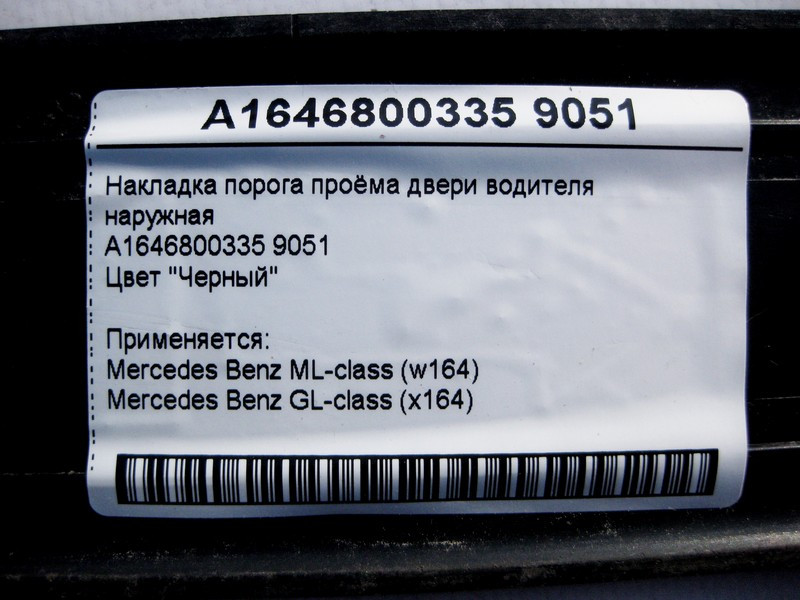 A1646800335 9051
Накладка порога проёма двери водителя
наружная
A1646800335 9051
Цвет "Черный"
Применяется:
Mercedes Benz ML-class (w164)
Mercedes Benz GL-class (x164)